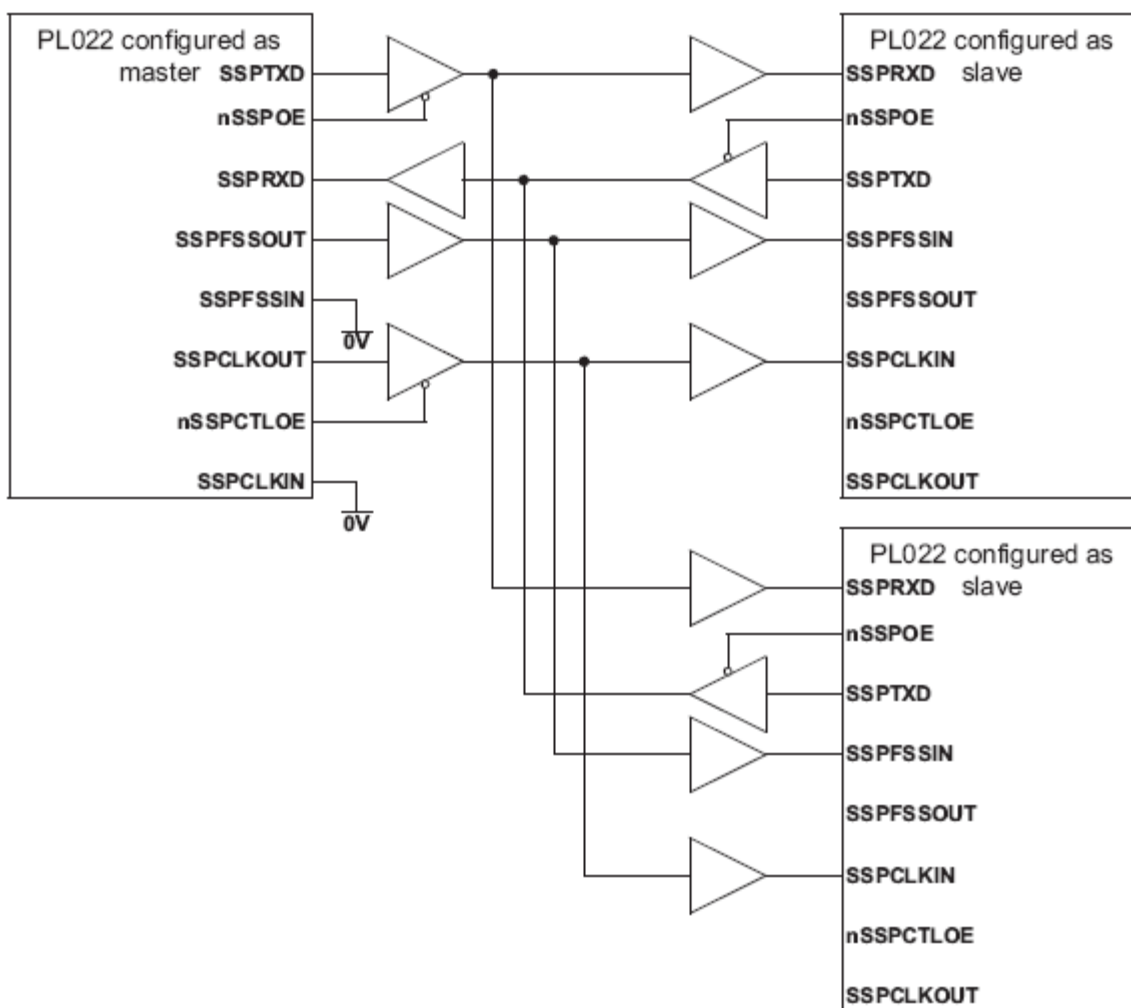 PL022 configured as
master SSPTXD
nSSPOE
SSPRXD
SSPFSSOUT
SSPFSSIN
0V
SSPCLKOUT
nSSPCTLOE
SSPCLKIN
0V
PL022 configured as
SSPRXD slave
nSSPOE
SSPTXD
SSPFSSIN
SSPFSSOUT
SSPCLKIN
nSSPCTLOE
SSPCLKOUT
PL022 configured as
SSPRXD slave
nSSPOE
SSPTXD
SSPFSSIN
SSPFSSOUT
SSPCLKIN
nSSPCTLOE
SSPCLKOUT